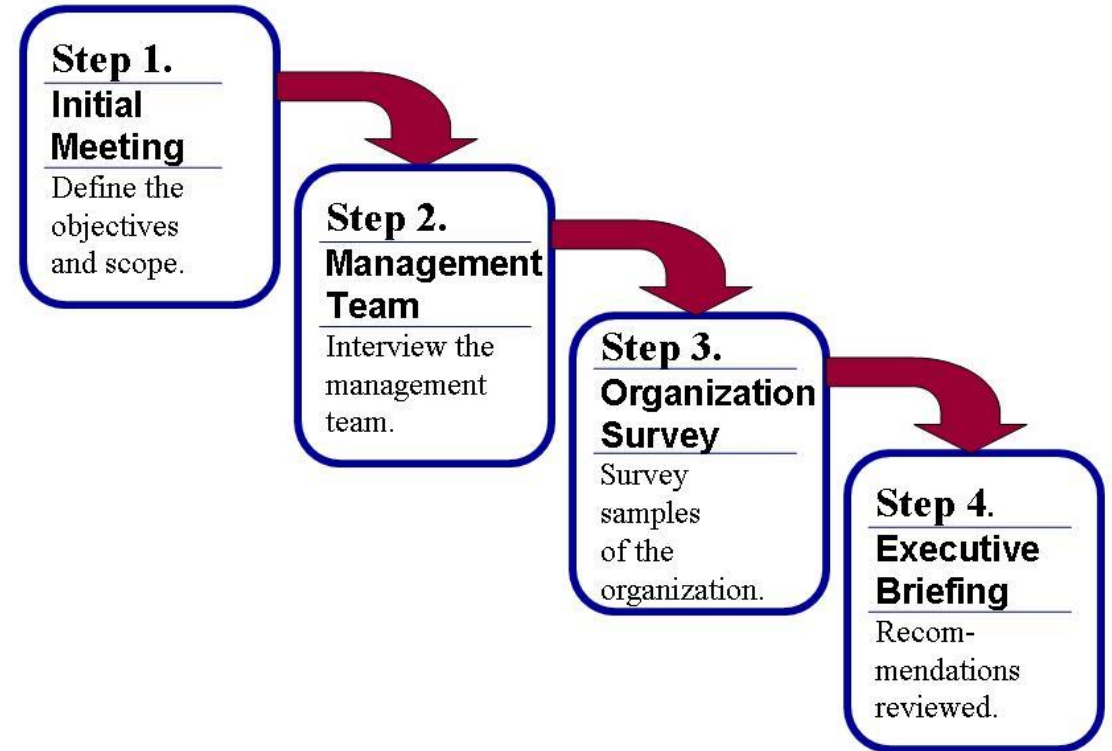 Step 1.
Initial
Meeting
Define the
objectives
and scope.
Step 2.
Management
Team
Interview the
management
team.
Step 3.
Organization
Survey
Survey
samples
of the
organization.
Step 4.
Executive
Briefing
Recom-
mendations
reviewed.